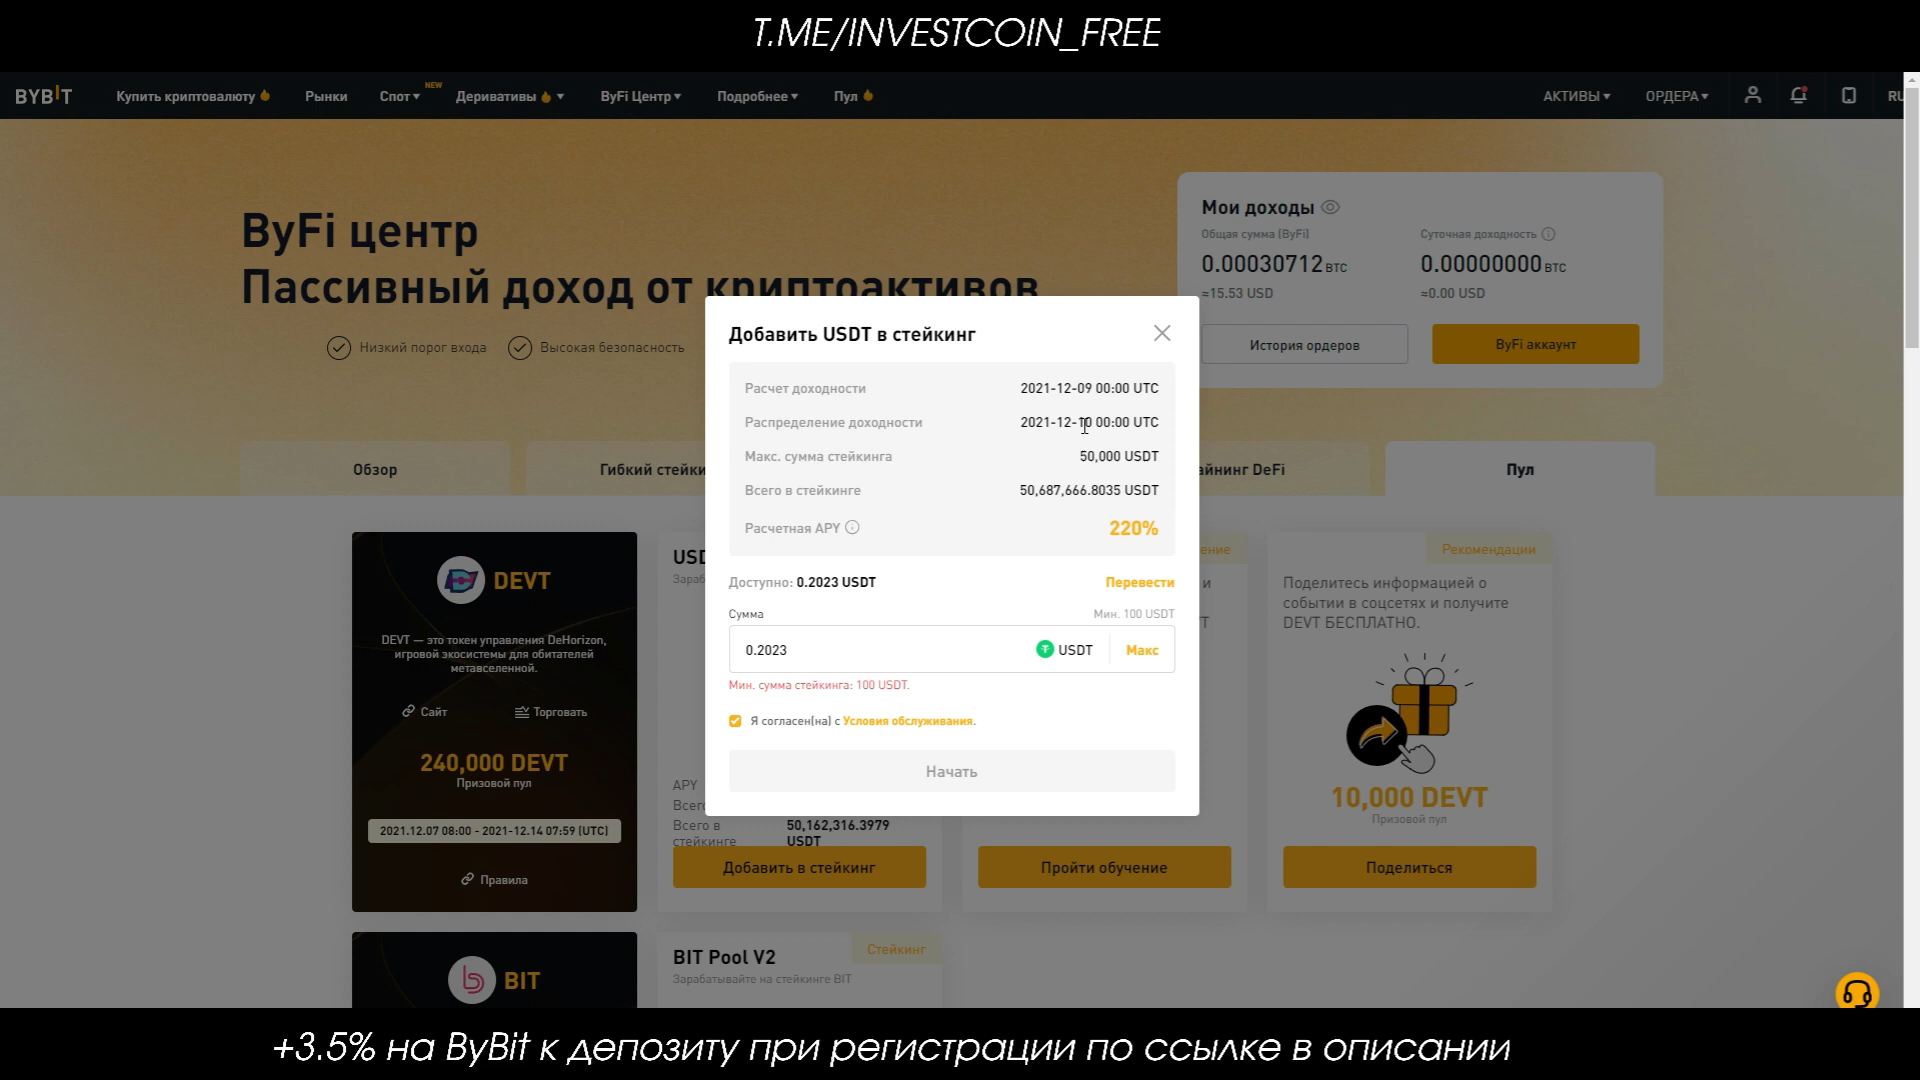 T.ME/INVESTCOIN_FREE
BYBIT
Купить криптовалюту
Рынки
Спот
NEW
Деривативы
ByFi Центр
Подробнее
Пул
АКТИВЫ
ОРДЕРА
RU
ByFi центр
Пассивный доход от криптоактивов
Низкий порог входа
Высокая безопасность
Мои доходы
Общая сумма (ByFi)
Суточная доходность
0.00030712 BTC
0.00000000 BTC
≈15.53 USD
≈0.00 USD
История ордеров
ByFi аккаунт
Обзор
Гибкий стейки
айнинг DeFi
Пул
Добавить USDT в стейкинг
Расчет доходности
2021-12-09 00:00 UTC
Распределение доходности
2021-12-10 00:00 UTC
Макс. сумма стейкинга
50,000 USDT
Всего в стейкинге
50,687,666.8035 USDT
Расчетная APY
220%
Доступно: 0.2023 USDT
Перевести
Сумма
Мин. 100 USDT
0.2023
USDT
Макс
Мин. сумма стейкинга: 100 USDT.
Я согласен(на) с Условия обслуживания.
Начать
DEVT
DEVT — это токен управления DeHorizon,
игровой экосистемы для обитателей
метавселенной.
Сайт
Торговать
240,000 DEVT
Призовой пул
2021.12.07 08:00 - 2021-12.14 07:59 (UTC)
Правила
USD
Зараб
APY
Всего
Всего в
стейкинге
50,162,316.3979
USDT
Добавить в стейкинг
ение
и
T
Пройти обучение
Рекомендации
Поделитесь информацией о
событии в соцсетях и получите
DEVT БЕСПЛАТНО.
10,000 DEVT
Призовой пул
Поделиться
BIT
BIT Pool V2
Стейкинг
Зарабатывайте на стейкинге BIT
+3.5% на ByBit к депозиту при регистрации по ссылке в описании